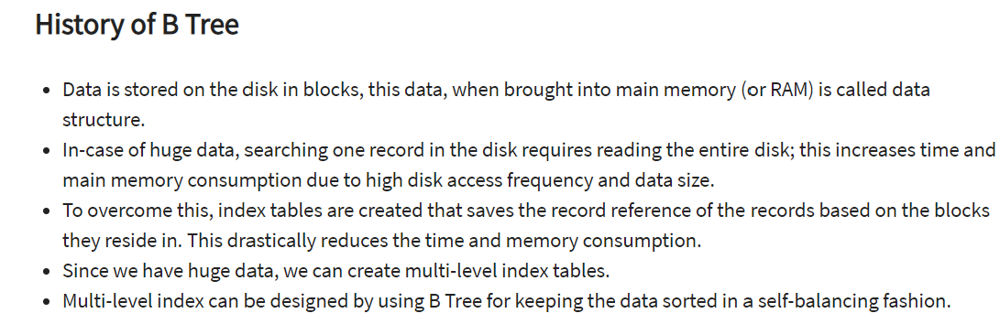 History of B Tree
Data is stored on the disk in blocks, this data, when brought into main memory (or RAM) is called data
structure.
In-case of huge data, searching one record in the disk requires reading the entire disk; this increases time and
main memory consumption due to high disk access frequency and data size.
To overcome this, index tables are created that saves the record reference of the records based on the blocks
they reside in. This drastically reduces the time and memory consumption.
Since we have huge data, we can create multi-level index tables.
Multi-level index can be designed by using B Tree for keeping the data sorted in a self-balancing fashion.